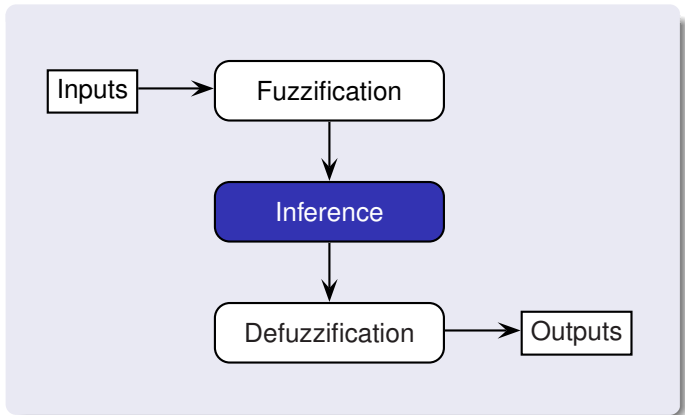 Inputs
Fuzzification
Inference
Defuzzification
Outputs